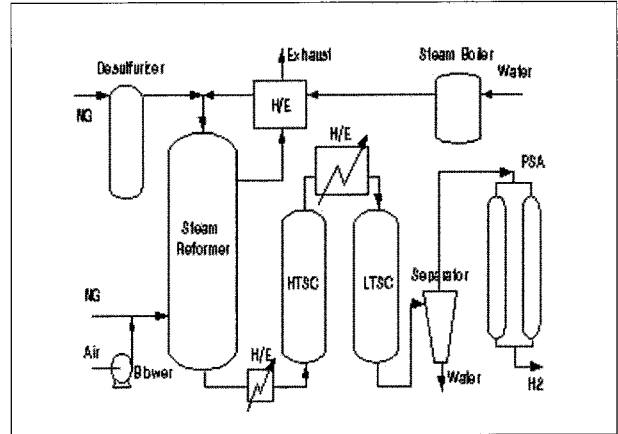 Exhaust
Steam Boiler
Desulfurizer
Water
NG
H/E
H/E
PSA
Steam
Reformer
HTSC
LTSC
Separator
NG
Air
Blower
H/E
Water
H2